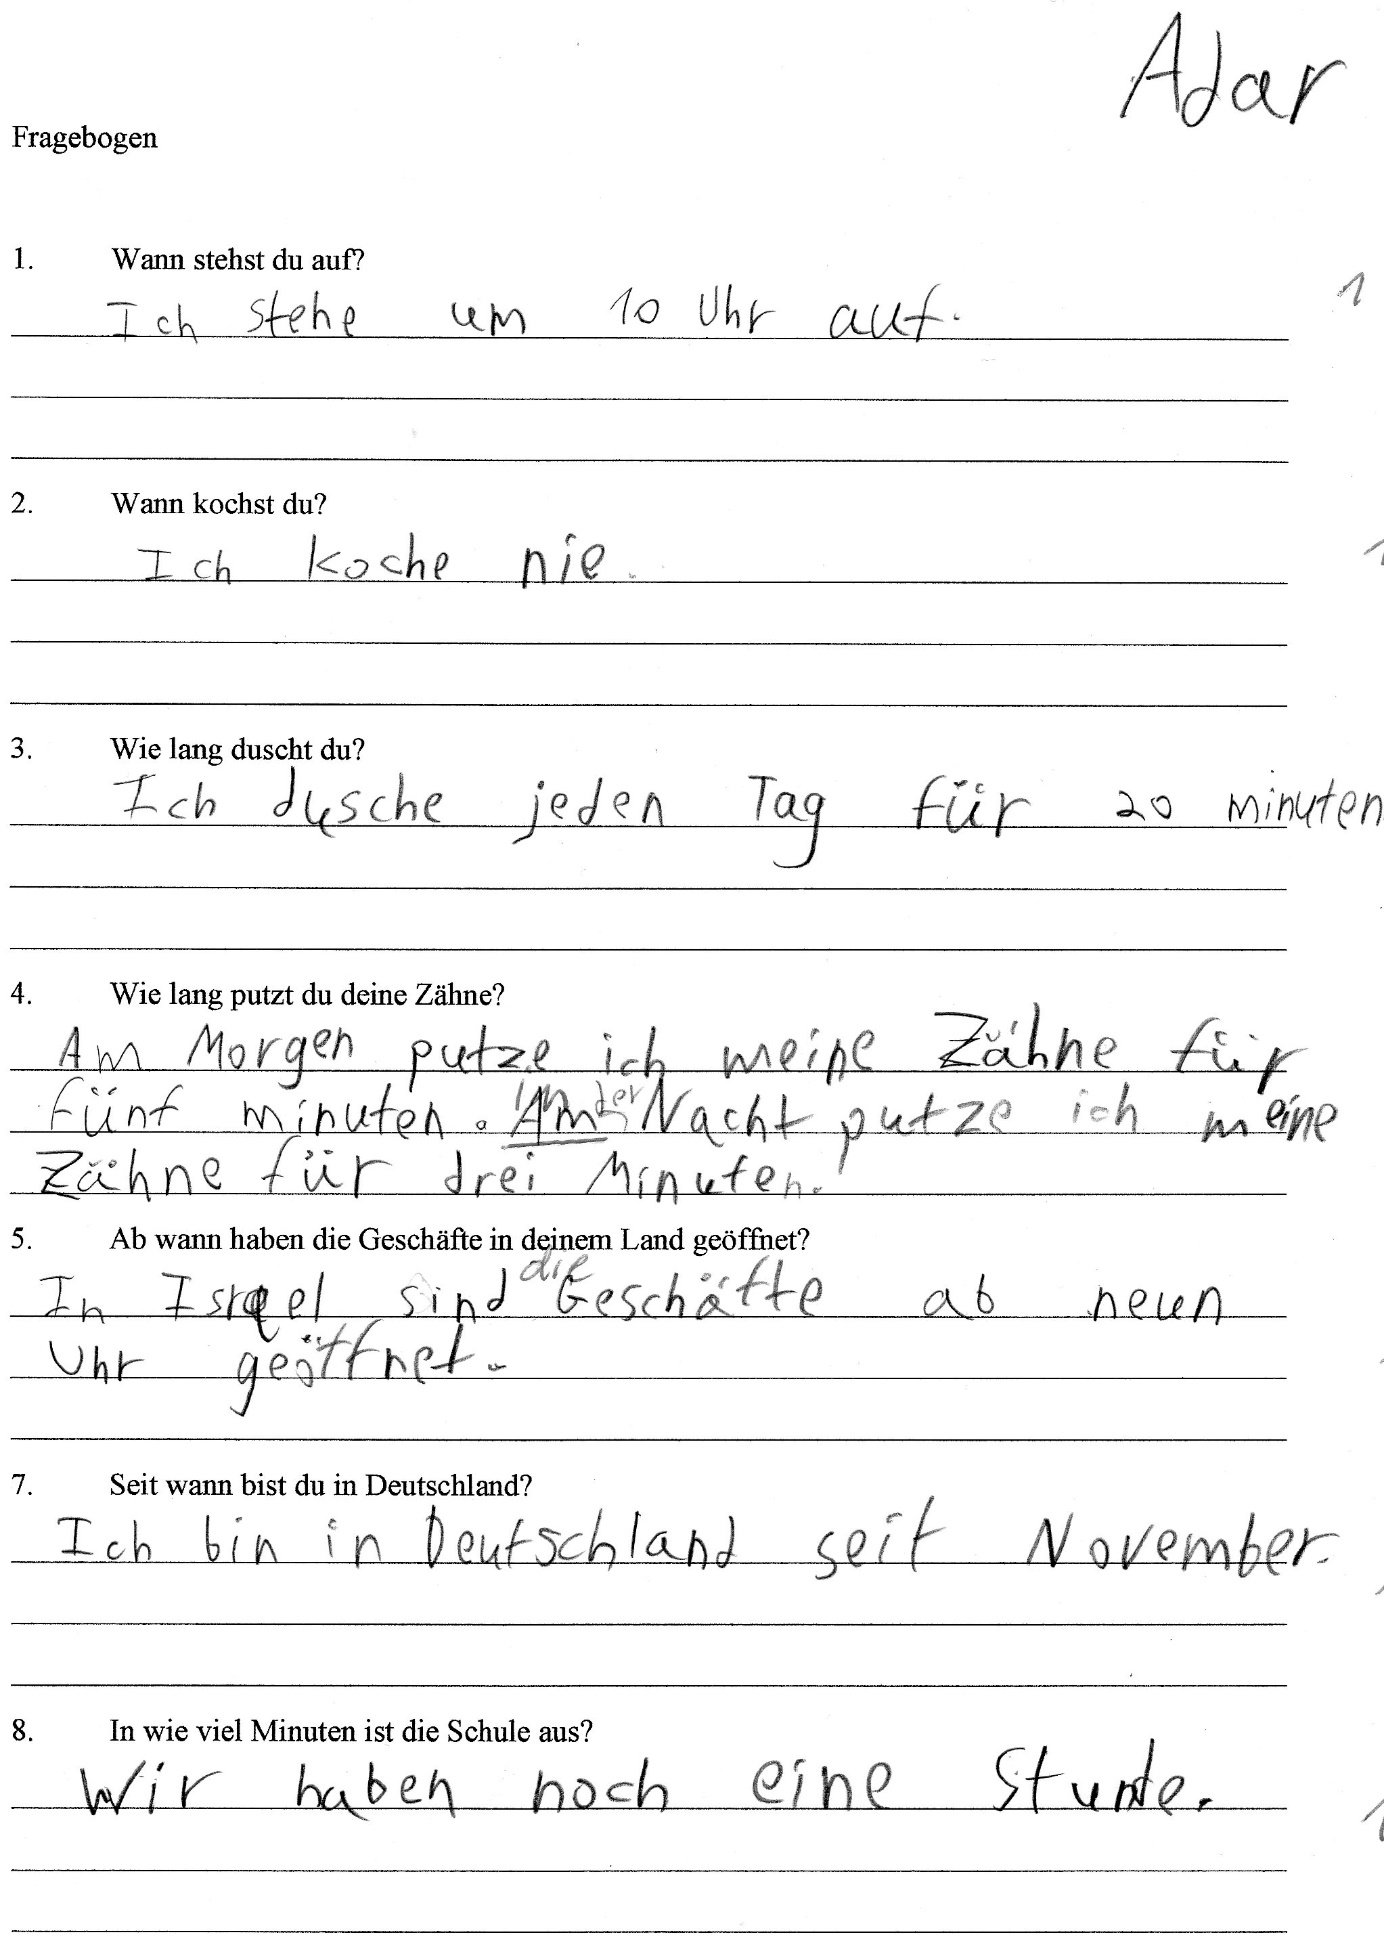 Adar
Fragebogen
1. Wann stehst du auf?
Ich stehe um 10 Uhr auf.
1
2. Wann kochst du?
Ich koche nie.
1
3. Wie lang duscht du?
Ich dusche jeden Tag für 20 minuten
4. Wie lang putzt du deine Zähne?
Am Morgen putze ich meine Zähne für
in der
fünf minuten. Am Nacht putze ich meine
Zähne für drei Minuten.
5. Ab wann haben die Geschäfte in deinem Land geöffnet?
die
In Israel sind Geschäfte ab neun
Uhr geöffnet.
7. Seit wann bist du in Deutschland?
Ich bin in Deutschland seit November.
8. In wie viel Minuten ist die Schule aus?
Wir haben noch eine Stunde.
1